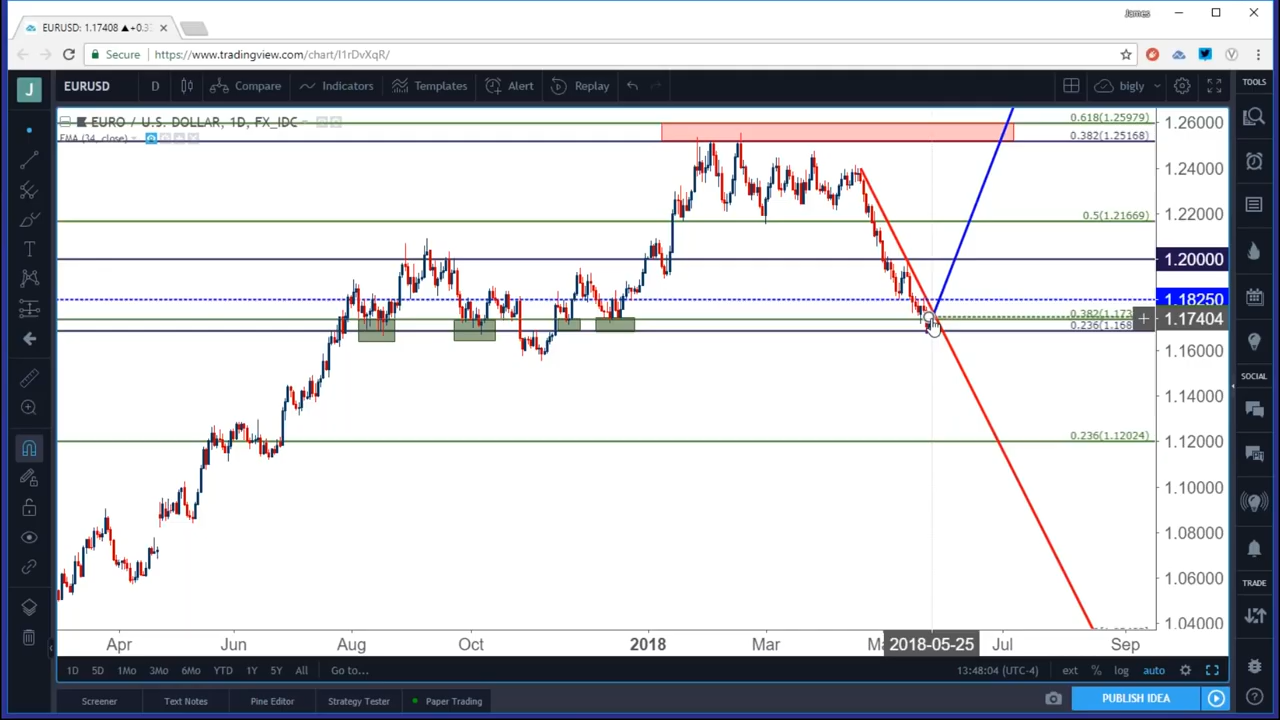 James
EURUSD: 1.17408 ▲+0.3
Secure https://www.tradingview.com/chart/I1rDvXqR/
J EURUSD D Compare Indicators Templates Alert Replay bigly TOOLS
EURO / U.S. DOLLAR, 1D, FX_IDC
EMA (34, close)
0.618(1.25979)
1.26000
0.382(1.25168)
1.24000
0.5(1.21669)
1.22000
1.20000
1.18250
0.382(1.173
1.17404
0.236(1.168
1.16000
SOCIAL
1.14000
0.236(1.12024)
1.12000
1.10000
1.08000
1.06000
TRADE
1.04000
Apr Jun Aug Oct 2018 Mar Ma 2018-05-25 Jul Sep
1D 5D 1Mo 3Mo 6Mo YTD 1Y 5Y All Go to... 13:48:04 (UTC-4) ext % log auto
Screener Text Notes Pine Editor Strategy Tester Paper Trading PUBLISH IDEA